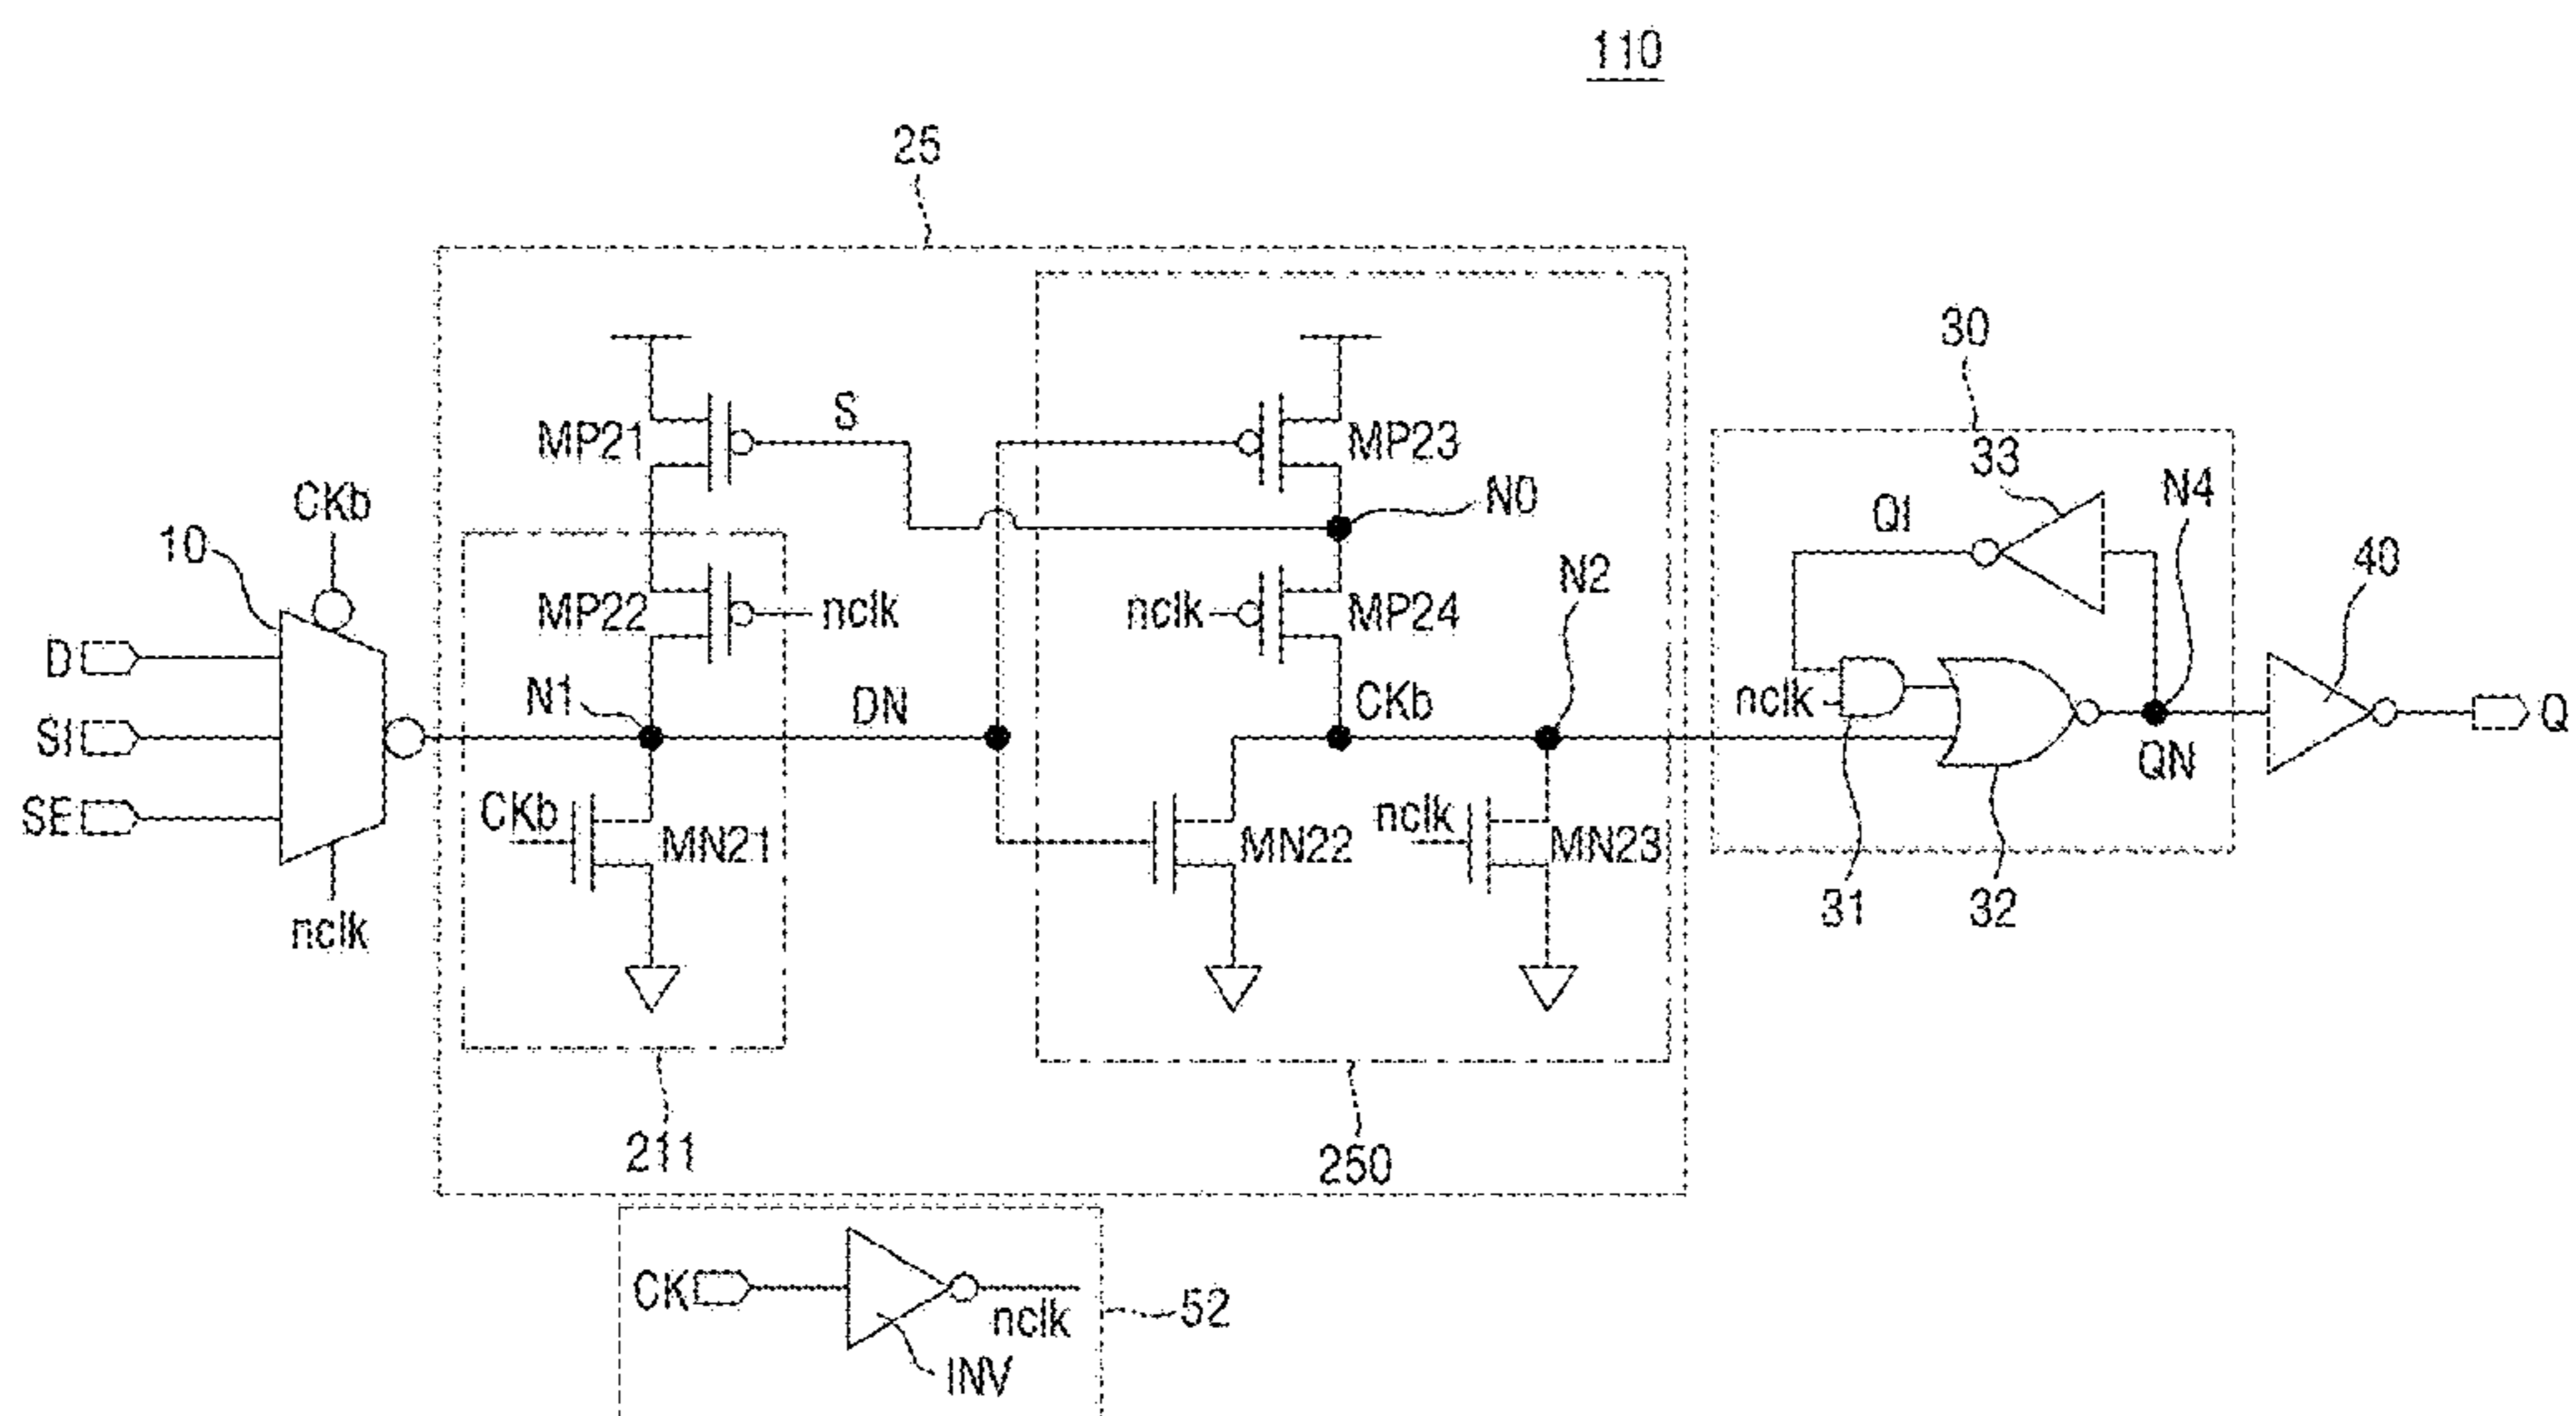 110
25
30
33
S
MP21
MP23
N0
N4
QI
40
CKb
10
MP22
nclk
nclk
MP24
N2
D
N1
DN
CKb
nclk
Q
SI
QN
SE
CKb
MN21
MN22
nclk
MN23
31
32
nclk
211
250
CK
nclk
52
INV